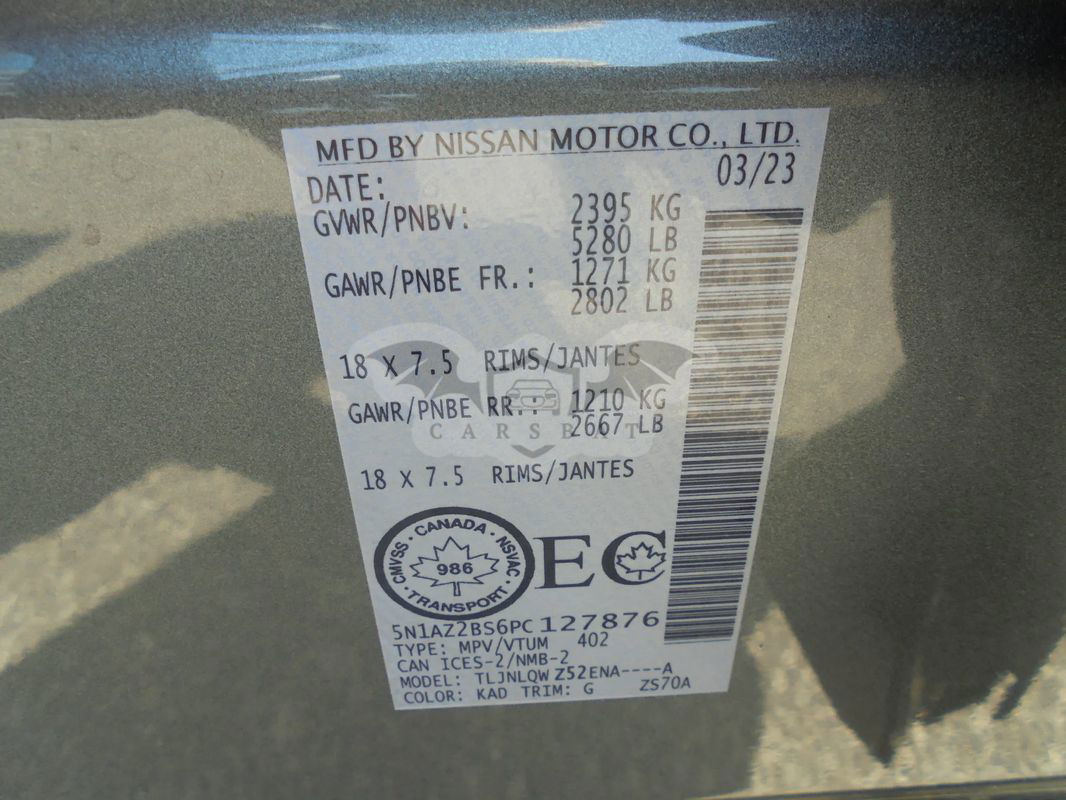 MFD BY NISSAN MOTOR CO., LTD.
DATE: 03/23
GVWR/PNBV: 2395 KG
5280 LB
GAWR/PNBE FR.: 1271 KG
2802 LB
18 X 7.5 RIMS/JANTES
GAWR/PNBE RR.: 1210 KG
2667 LB
CARSBAT
18 X 7.5 RIMS/JANTES
CANADA · NSVAC · TRANSPORT · CMVSS ·
986
EC
5N1AZ2BS6PC127876
TYPE: MPV/VTUM 402
CAN ICES-2/NMB-2
MODEL: TLJNLQW Z52ENA----A
COLOR: KAD TRIM: G ZS70A